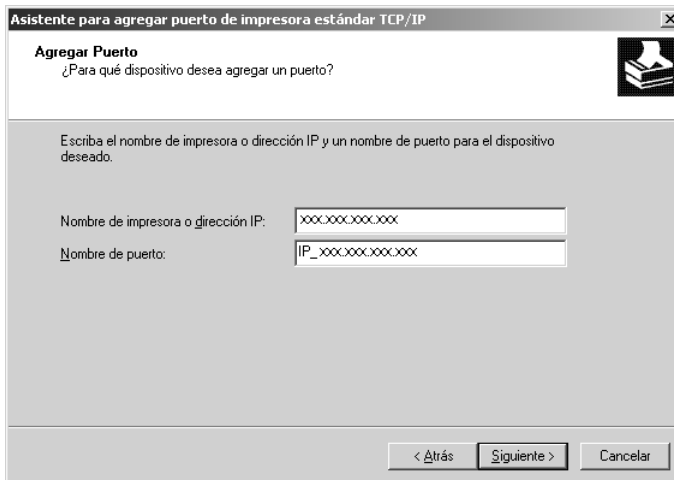 Asistente para agregar puerto de impresora estándar TCP/IP
Agregar Puerto
¿Para qué dispositivo desea agregar un puerto?
Escriba el nombre de impresora o dirección IP y un nombre de puerto para el dispositivo
deseado.
Nombre de impresora o dirección IP: xxx.xxx.xxx.xxx
Nombre de puerto: IP_ xxx.xxx.xxx.xxx
< Atrás Siguiente > Cancelar